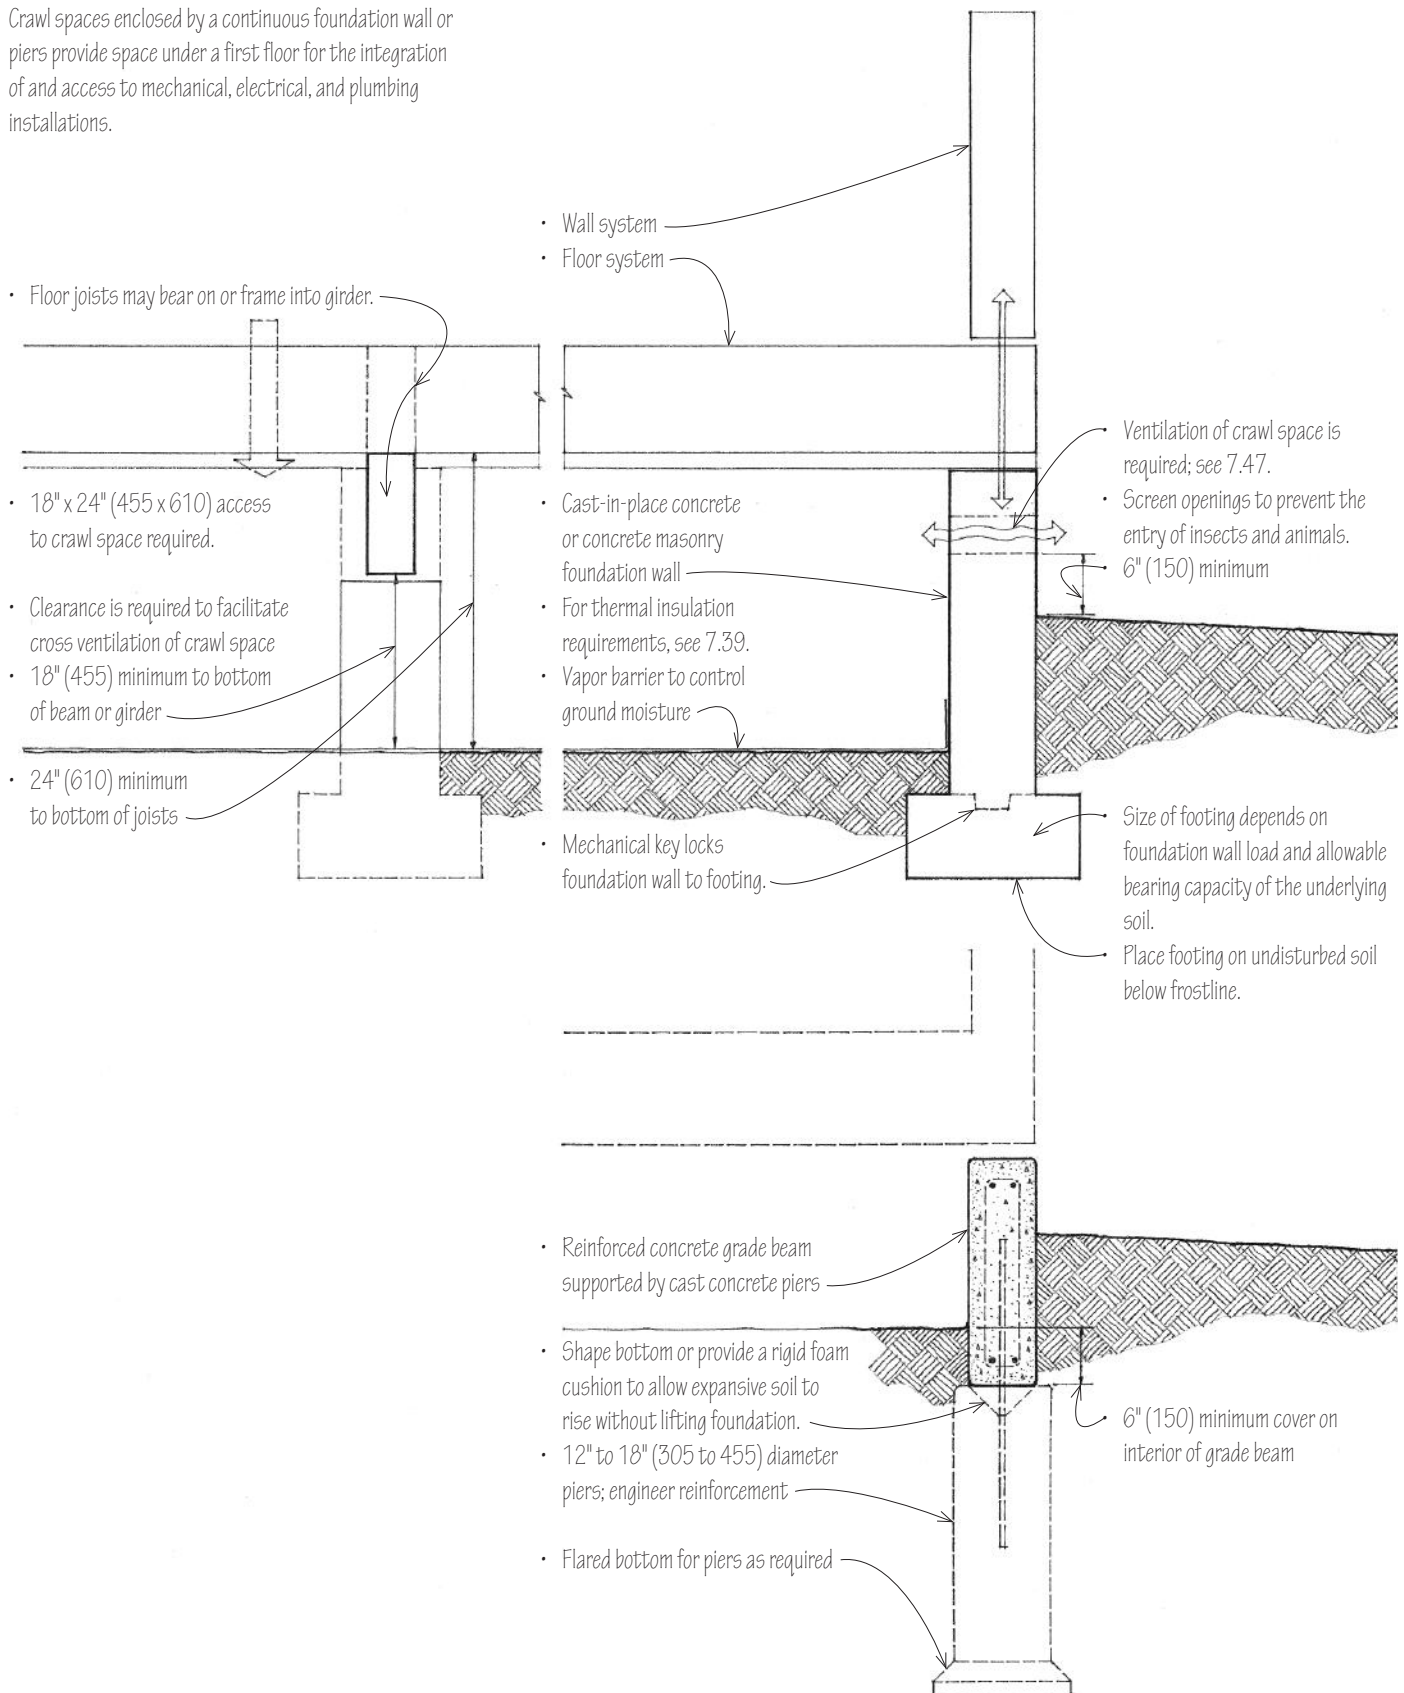 Crawl spaces enclosed by a continuous foundation wall or
piers provide space under a first floor for the integration
of and access to mechanical, electrical, and plumbing
installations.
• Wall system
• Floor system
• Floor joists may bear on or frame into girder.
• 18" x 24" (455 x 610) access
to crawl space required.
• Clearance is required to facilitate
cross ventilation of crawl space
• 18" (455) minimum to bottom
of beam or girder
• 24" (610) minimum
to bottom of joists
• Cast-in-place concrete
or concrete masonry
foundation wall
• For thermal insulation
requirements, see 7.39.
• Vapor barrier to control
ground moisture
• Mechanical key locks
foundation wall to footing.
• Ventilation of crawl space is
required; see 7.47.
• Screen openings to prevent the
entry of insects and animals.
• 6" (150) minimum
• Size of footing depends on
foundation wall load and allowable
bearing capacity of the underlying
soil.
• Place footing on undisturbed soil
below frostline.
• Reinforced concrete grade beam
supported by cast concrete piers
• Shape bottom or provide a rigid foam
cushion to allow expansive soil to
rise without lifting foundation.
• 12" to 18" (305 to 455) diameter
piers; engineer reinforcement
• Flared bottom for piers as required
• 6" (150) minimum cover on
interior of grade beam